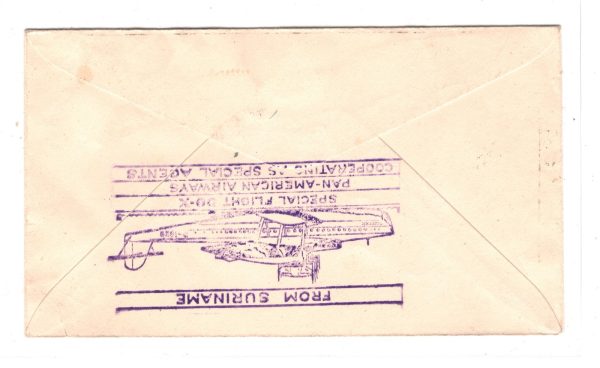 FROM SURINAME
SPECIAL FLIGHT DO-X
PAN-AMERICAN AIRWAYS
COOPERATING AS SPECIAL AGENTS